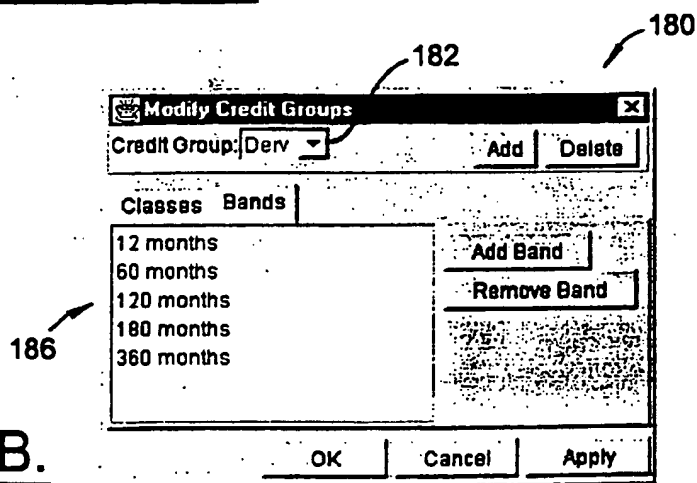 180
182
Modify Credit Groups
Credit Group: Derv Add Delete
Classes Bands
12 months
60 months
120 months
180 months
360 months
Add Band
Remove Band
186
B.
OK Cancel Apply